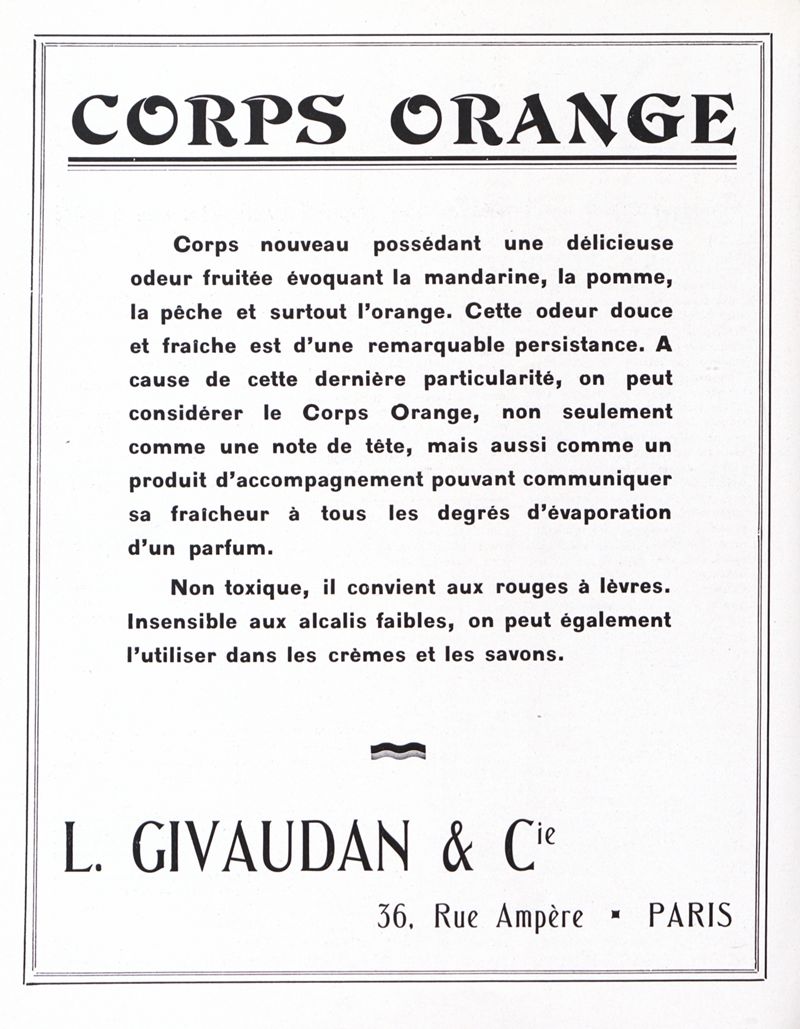 CORPS ORANGE
Corps nouveau possédant une délicieuse
odeur fruitée évoquant la mandarine, la pomme,
la pêche et surtout l'orange. Cette odeur douce
et fraîche est d'une remarquable persistance. A
cause de cette dernière particularité, on peut
considérer le Corps Orange, non seulement
comme une note de tête, mais aussi comme un
produit d'accompagnement pouvant communiquer
sa fraîcheur à tous les degrés d'évaporation
d'un parfum.
Non toxique, il convient aux rouges à lèvres.
Insensible aux alcalis faibles, on peut également
l'utiliser dans les crèmes et les savons.
L. GIVAUDAN & Cie
36, Rue Ampère ▪ PARIS